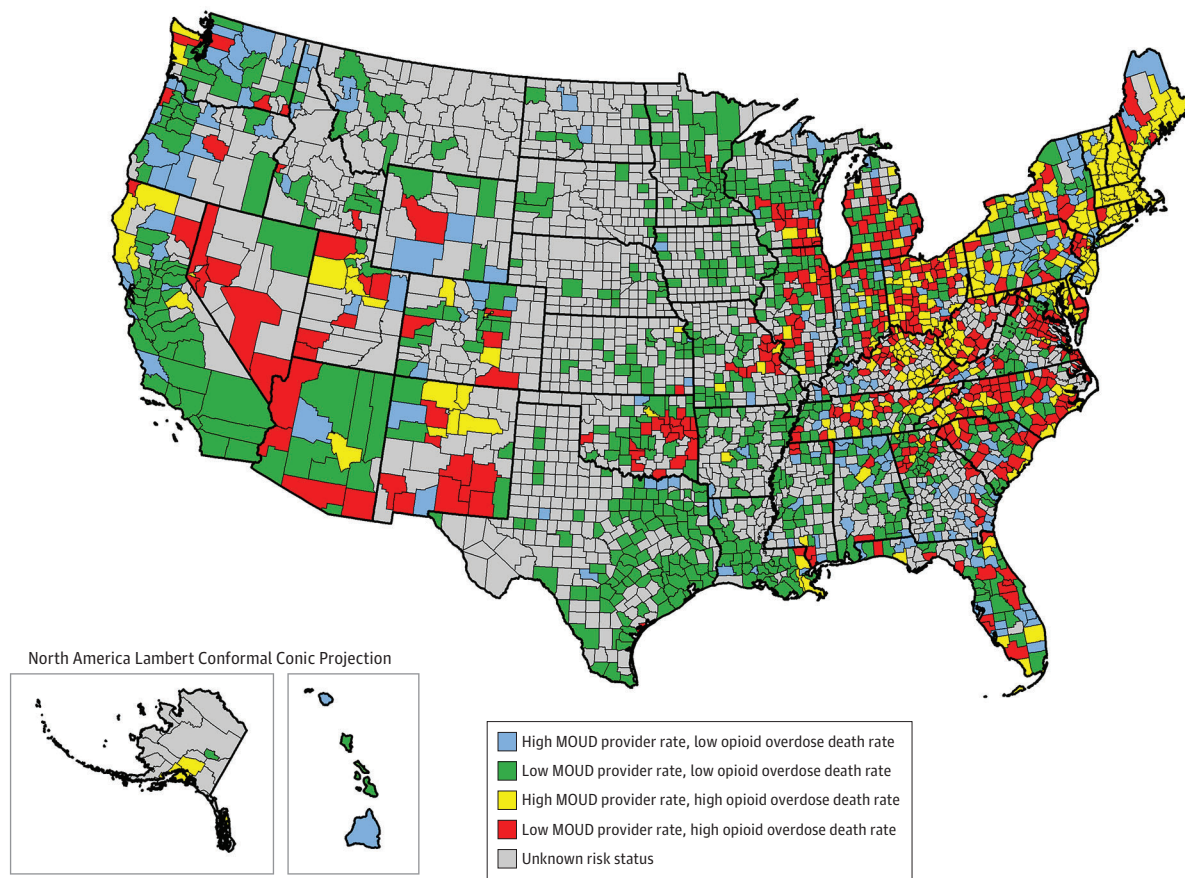 North America Lambert Conformal Conic Projection
High MOUD provider rate, low opioid overdose death rate
Low MOUD provider rate, low opioid overdose death rate
High MOUD provider rate, high opioid overdose death rate
Low MOUD provider rate, high opioid overdose death rate
Unknown risk status